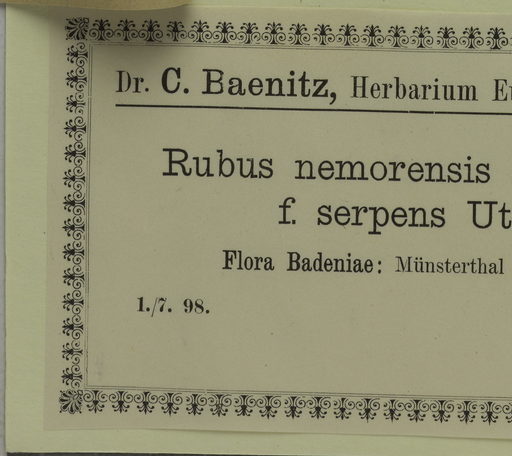 Dr. C. Baenitz, Herbarium
Rubus nemorensis
f. serpens
Flora Badeniae: Münsterthal
1./7. 98.